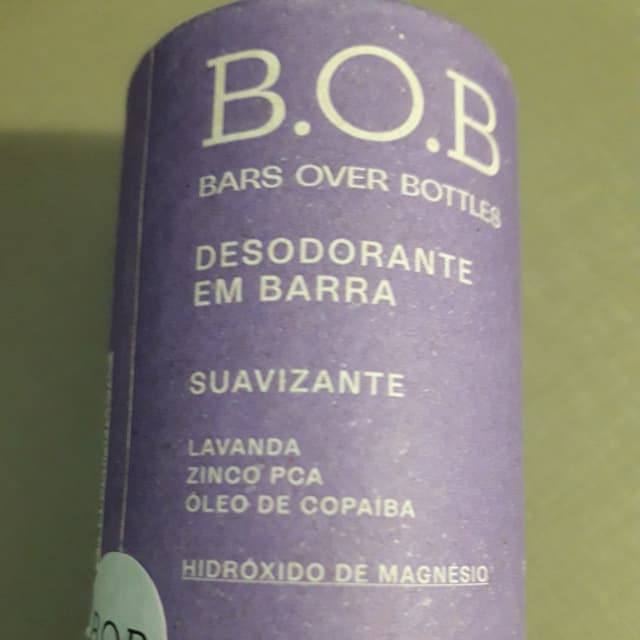 B.O.B
BARS OVER BOTTLES
DESODORANTE
EM BARRA
SUAVIZANTE
LAVANDA
ZINCO PCA
ÓLEO DE COPAÍBA
HIDRÓXIDO DE MAGNÉSIO